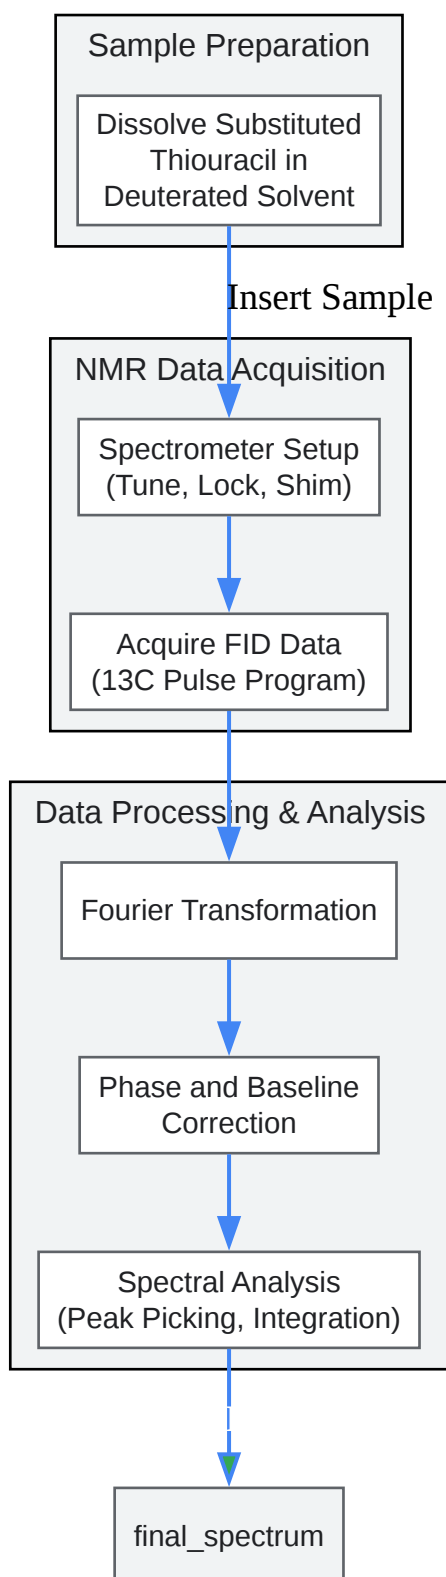 Sample Preparation
Dissolve Substituted
Thiouracil in
Deuterated Solvent
Insert Sample
NMR Data Acquisition
Spectrometer Setup
(Tune, Lock, Shim)
Acquire FID Data
(13C Pulse Program)
Data Processing & Analysis
Fourier Transformation
Phase and Baseline
Correction
Spectral Analysis
(Peak Picking, Integration)
final_spectrum